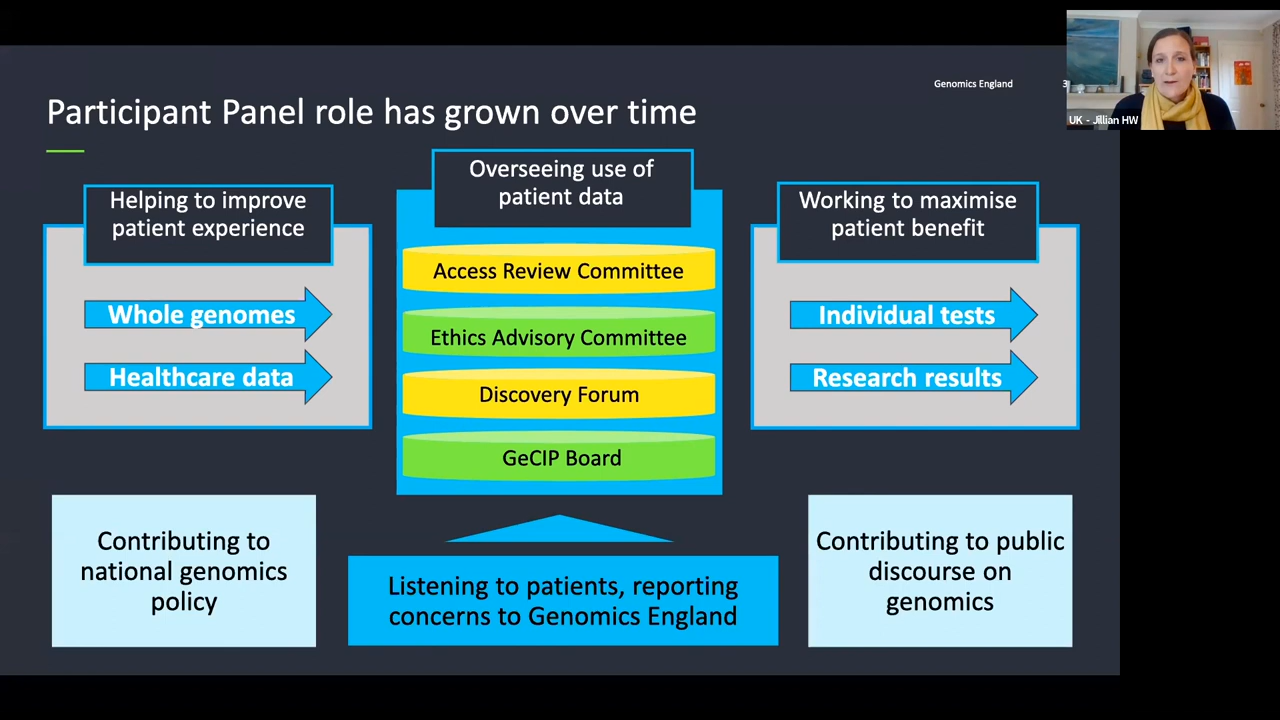 Genomics England
3
UK - Jillian HW
Participant Panel role has grown over time
Helping to improve
patient experience
Whole genomes
Healthcare data
Overseeing use of
patient data
Access Review Committee
Ethics Advisory Committee
Discovery Forum
GeCIP Board
Working to maximise
patient benefit
Individual tests
Research results
Contributing to
national genomics
policy
Listening to patients, reporting
concerns to Genomics England
Contributing to public
discourse on
genomics